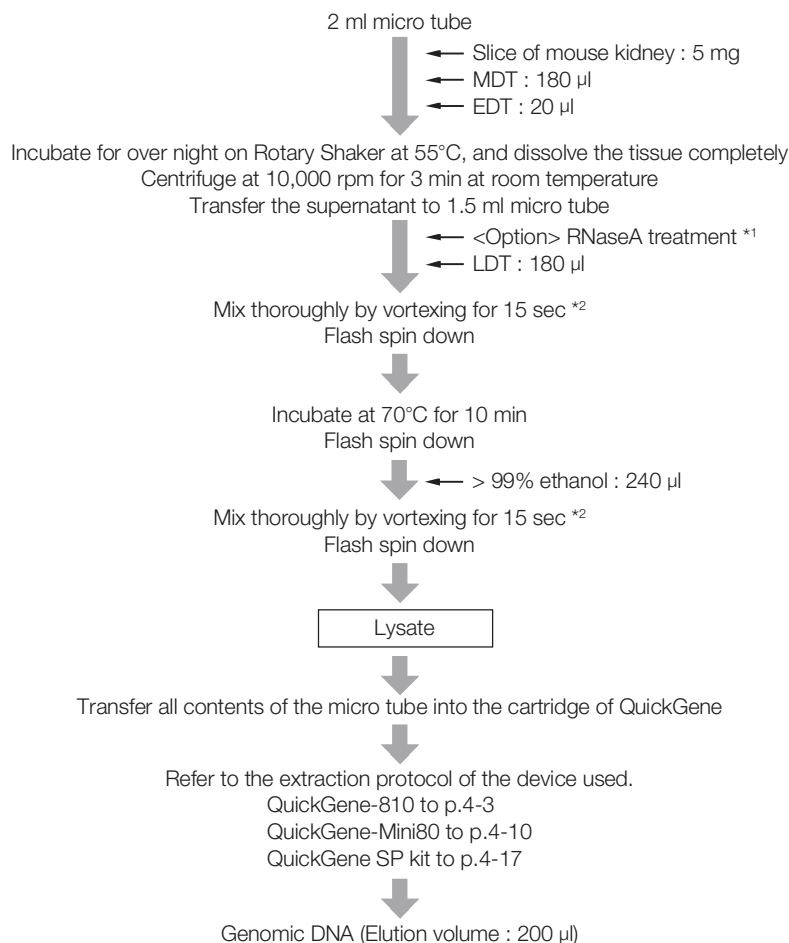 2 ml micro tube
Slice of mouse kidney : 5 mg
MDT : 180 µl
EDT : 20 µl
Incubate for over night on Rotary Shaker at 55°C, and dissolve the tissue completely
Centrifuge at 10,000 rpm for 3 min at room temperature
Transfer the supernatant to 1.5 ml micro tube
<Option> RNaseA treatment *1
LDT : 180 µl
Mix thoroughly by vortexing for 15 sec *2
Flash spin down
Incubate at 70°C for 10 min
Flash spin down
> 99% ethanol : 240 µl
Mix thoroughly by vortexing for 15 sec *2
Flash spin down
Lysate
Transfer all contents of the micro tube into the cartridge of QuickGene
Refer to the extraction protocol of the device used.
QuickGene-810 to p.4-3
QuickGene-Mini80 to p.4-10
QuickGene SP kit to p.4-17
Genomic DNA (Elution volume : 200 µl)